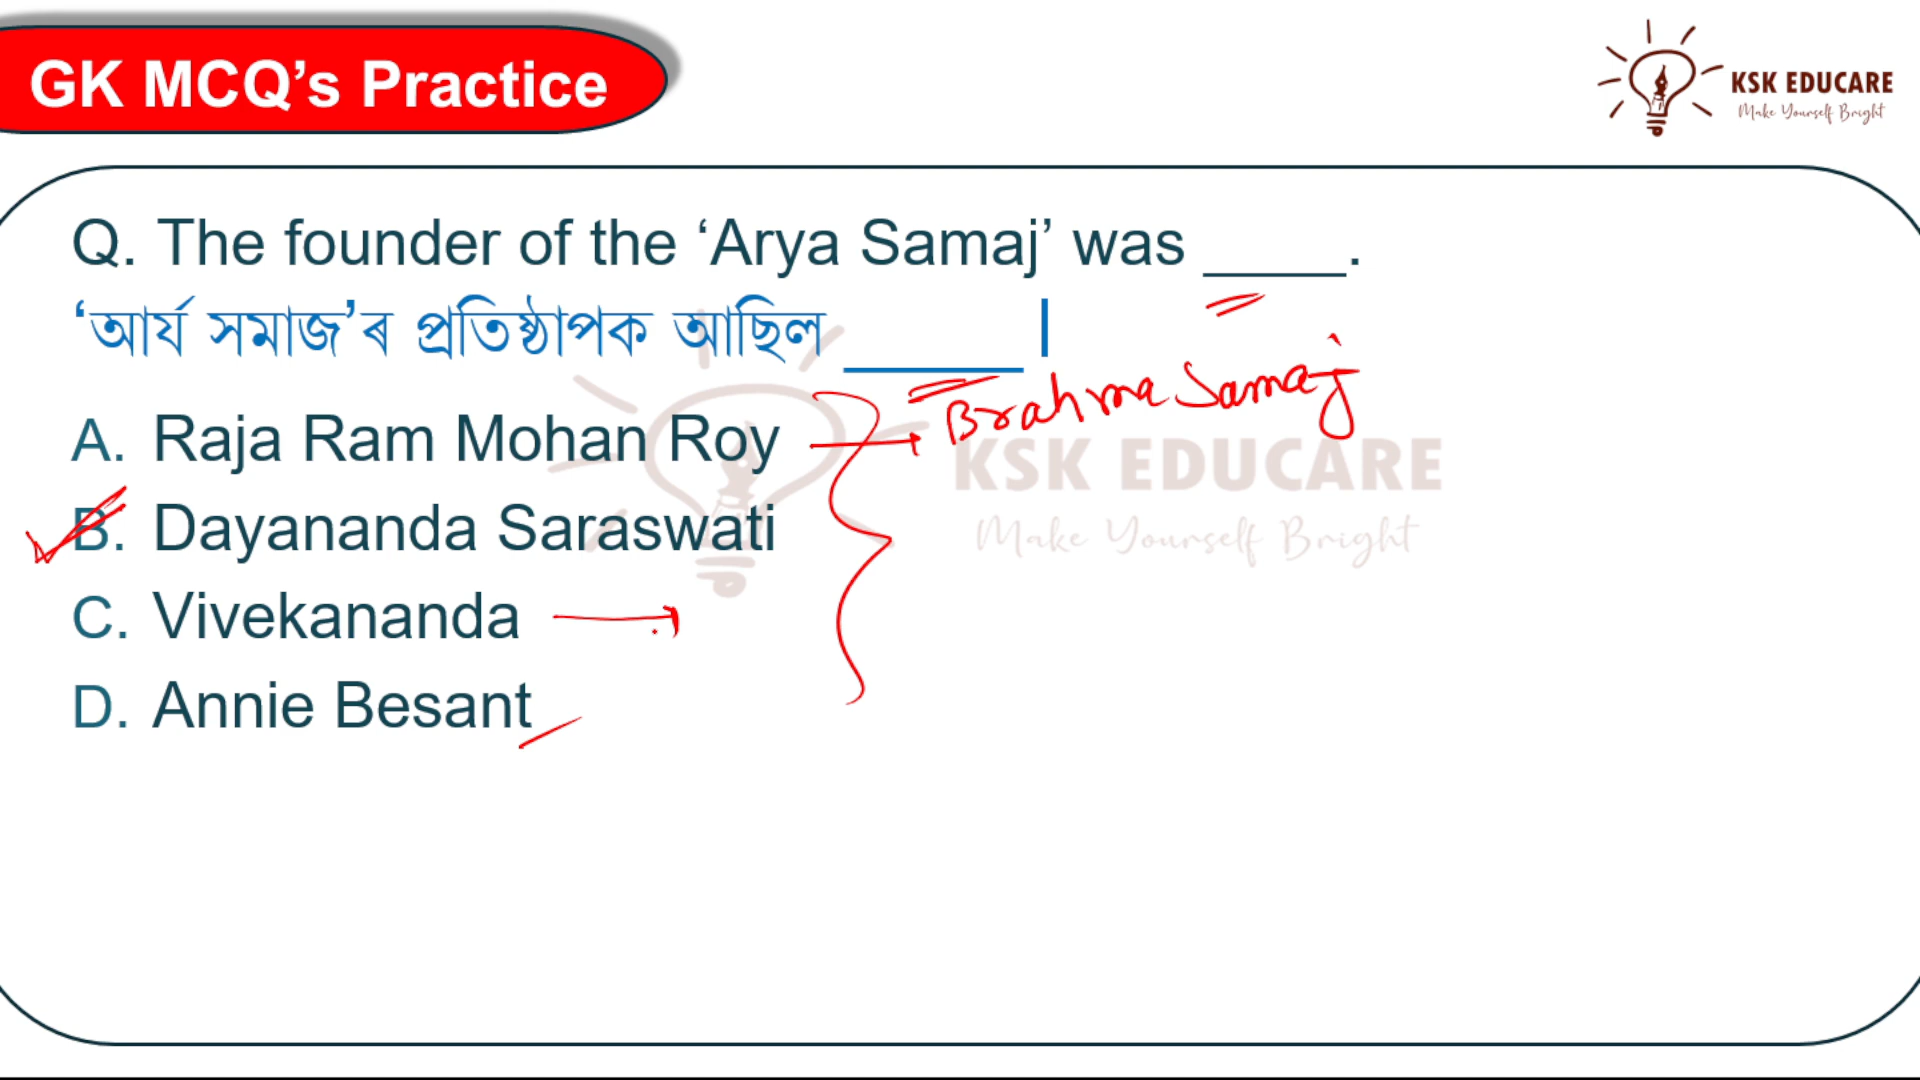 GK MCQ’s Practice
KSK EDUCARE
Make Yourself Bright
Q. The founder of the ‘Arya Samaj’ was ____.
‘আৰ্য সমাজ’ৰ প্ৰতিষ্ঠাপক আছিল _____ |
A. Raja Ram Mohan Roy
Brahma Samaj
B. Dayananda Saraswati
C. Vivekananda
D. Annie Besant
KSK EDUCARE
Make Yourself Bright